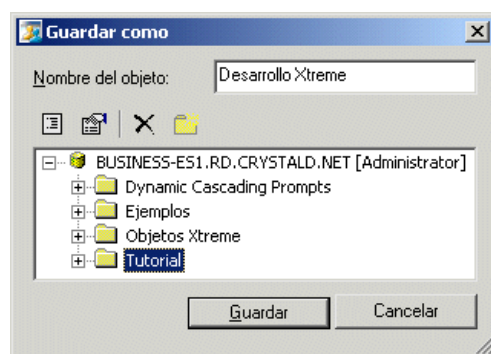 Guardar como
Nombre del objeto: Desarrollo Xtreme
BUSINESS-ES1.RD.CRYSTALD.NET [Administrator]
Dynamic Cascading Prompts
Ejemplos
Objetos Xtreme
Tutorial
Guardar Cancelar